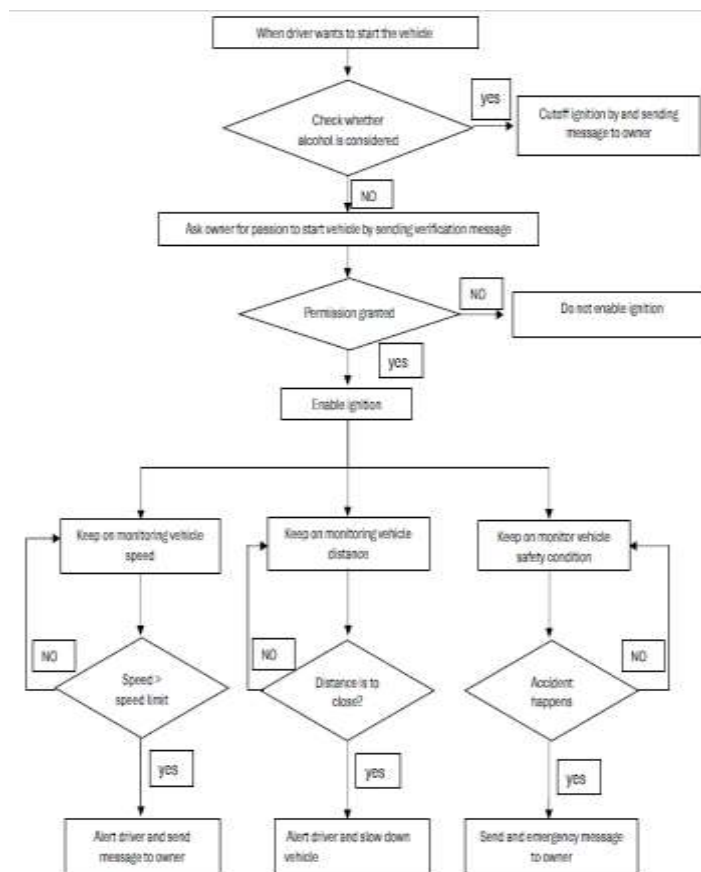 When driver wants to start the vehicle
Check whether
alcohol is considered
yes
Cutoff ignition by and sending
message to owner
NO
Ask owner for passion to start vehicle by sending verification message
Permission granted
NO
Do not enable ignition
yes
Enable ignition
Keep on monitoring vehicle
speed
Keep on monitoring vehicle
distance
Keep on monitor vehicle
safety condition
NO
Speed >
speed limit
NO
Distance is to
close?
NO
Accident
happens
yes
yes
yes
Alert driver and send
message to owner
Alert driver and slow down
vehicle
Send and emergency message
to owner